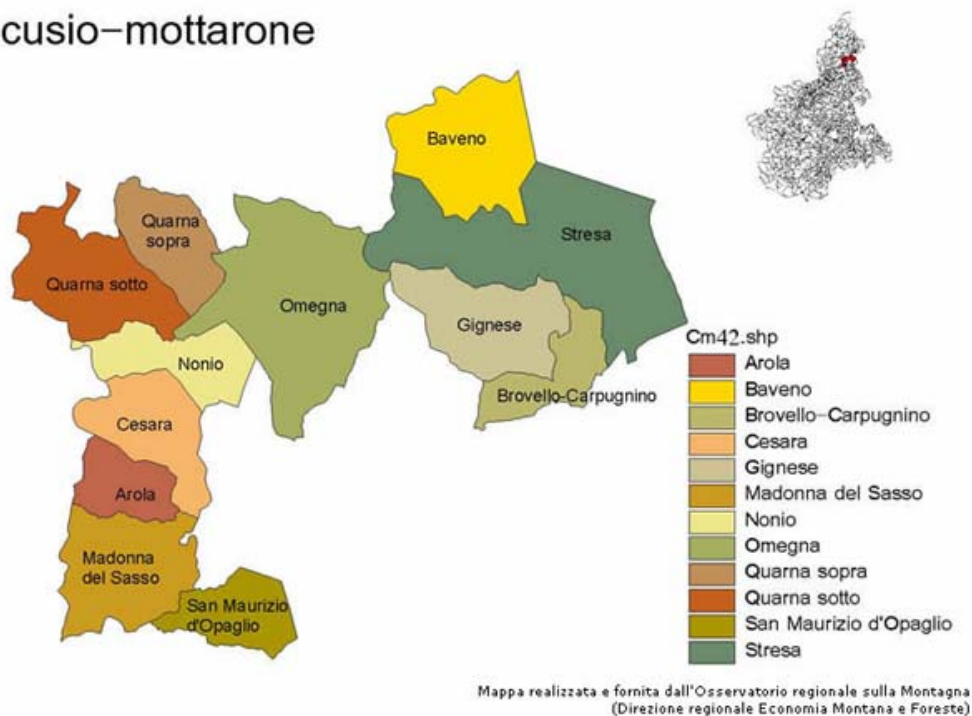 cusio-mottarone
Baveno
Quarna
sopra
Stresa
Quarna sotto
Omegna
Gignese
Nonio
Brovello-Carpugnino
Cesara
Arola
Madonna
del Sasso
San Maurizio
d'Opaglio
Cm42.shp
Arola
Baveno
Brovello-Carpugnino
Cesara
Gignese
Madonna del Sasso
Nonio
Omegna
Quarna sopra
Quarna sotto
San Maurizio d'Opaglio
Stresa
Mappa realizzata e fornita dall'Osservatorio regionale sulla Montagna
(Direzione regionale Economia Montana e Foreste)